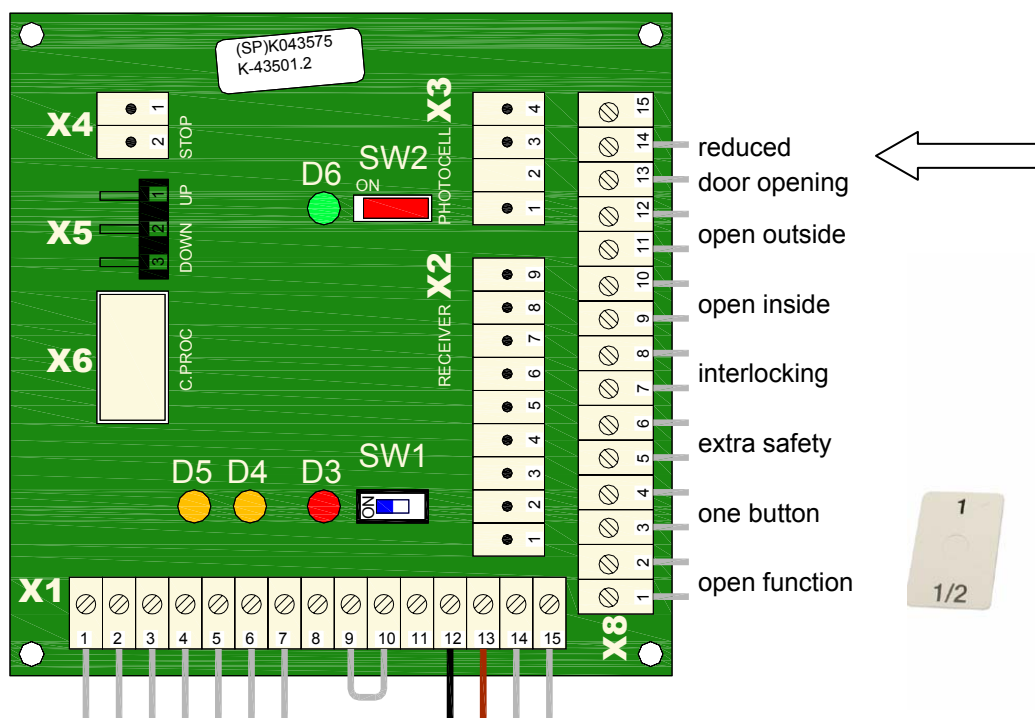 (SP)K043575
K-43501.2
X4
1
2
STOP
X5
1
2
3
UP
DOWN
X6
C.PROC
D6
SW2
ON
X3
PHOTOCELL
4
3
2
1
X2
RECEIVER
9
8
7
6
5
4
3
2
1
D5
D4
D3
SW1
ON
X1
1
2
3
4
5
6
7
8
9
10
11
12
13
14
15
15
14
13
12
11
10
9
8
7
6
5
4
3
2
1
X8
reduced
door opening
open outside
open inside
interlocking
extra safety
one button
open function
1
1/2